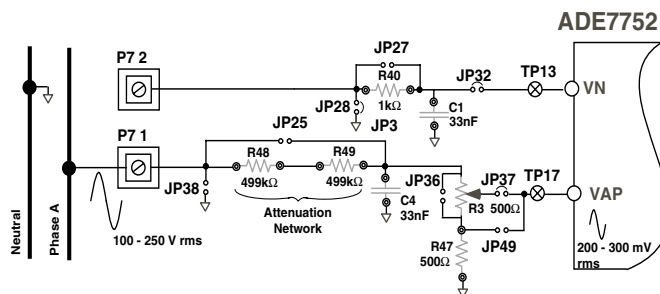 ADE7752
P7 2
JP27
R40
1kΩ
JP32
TP13
VN
JP28
C1
33nF
JP3
JP25
P7 1
R48
499kΩ
R49
499kΩ
JP38
C4
33nF
JP36
JP37
TP17
R3
500Ω
VAP
Attenuation
Network
JP49
R47
500Ω
100 - 250 V rms
200 - 300 mV
rms
Neutral
Phase A